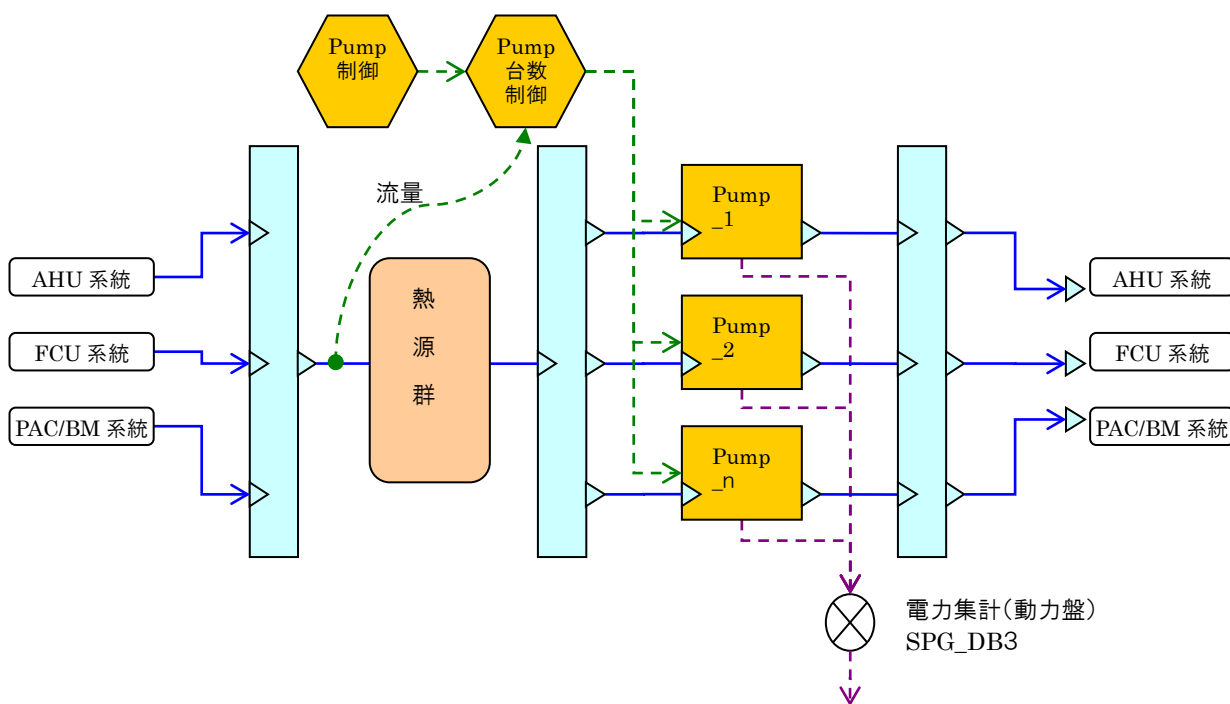 Pump
制御
Pump
台数
制御
流量
AHU 系統
FCU 系統
PAC/BM 系統
熱
源
群
Pump
_1
Pump
_2
Pump
_n
AHU 系統
FCU 系統
PAC/BM 系統
電力集計(動力盤)
SPG_DB3